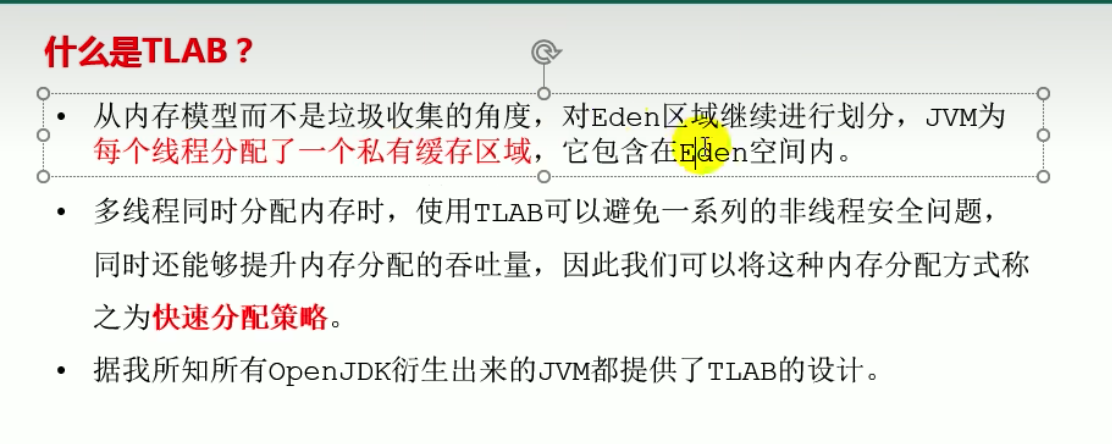 什么是TLAB？
• 从内存模型而不是垃圾收集的角度，对Eden区域继续进行划分，JVM为
每个线程分配了一个私有缓存区域，它包含在Eden空间内。
• 多线程同时分配内存时，使用TLAB可以避免一系列的非线程安全问题，
同时还能够提升内存分配的吞吐量，因此我们可以将这种内存分配方式称
之为快速分配策略。
• 据我所知所有OpenJDK衍生出来的JVM都提供了TLAB的设计。